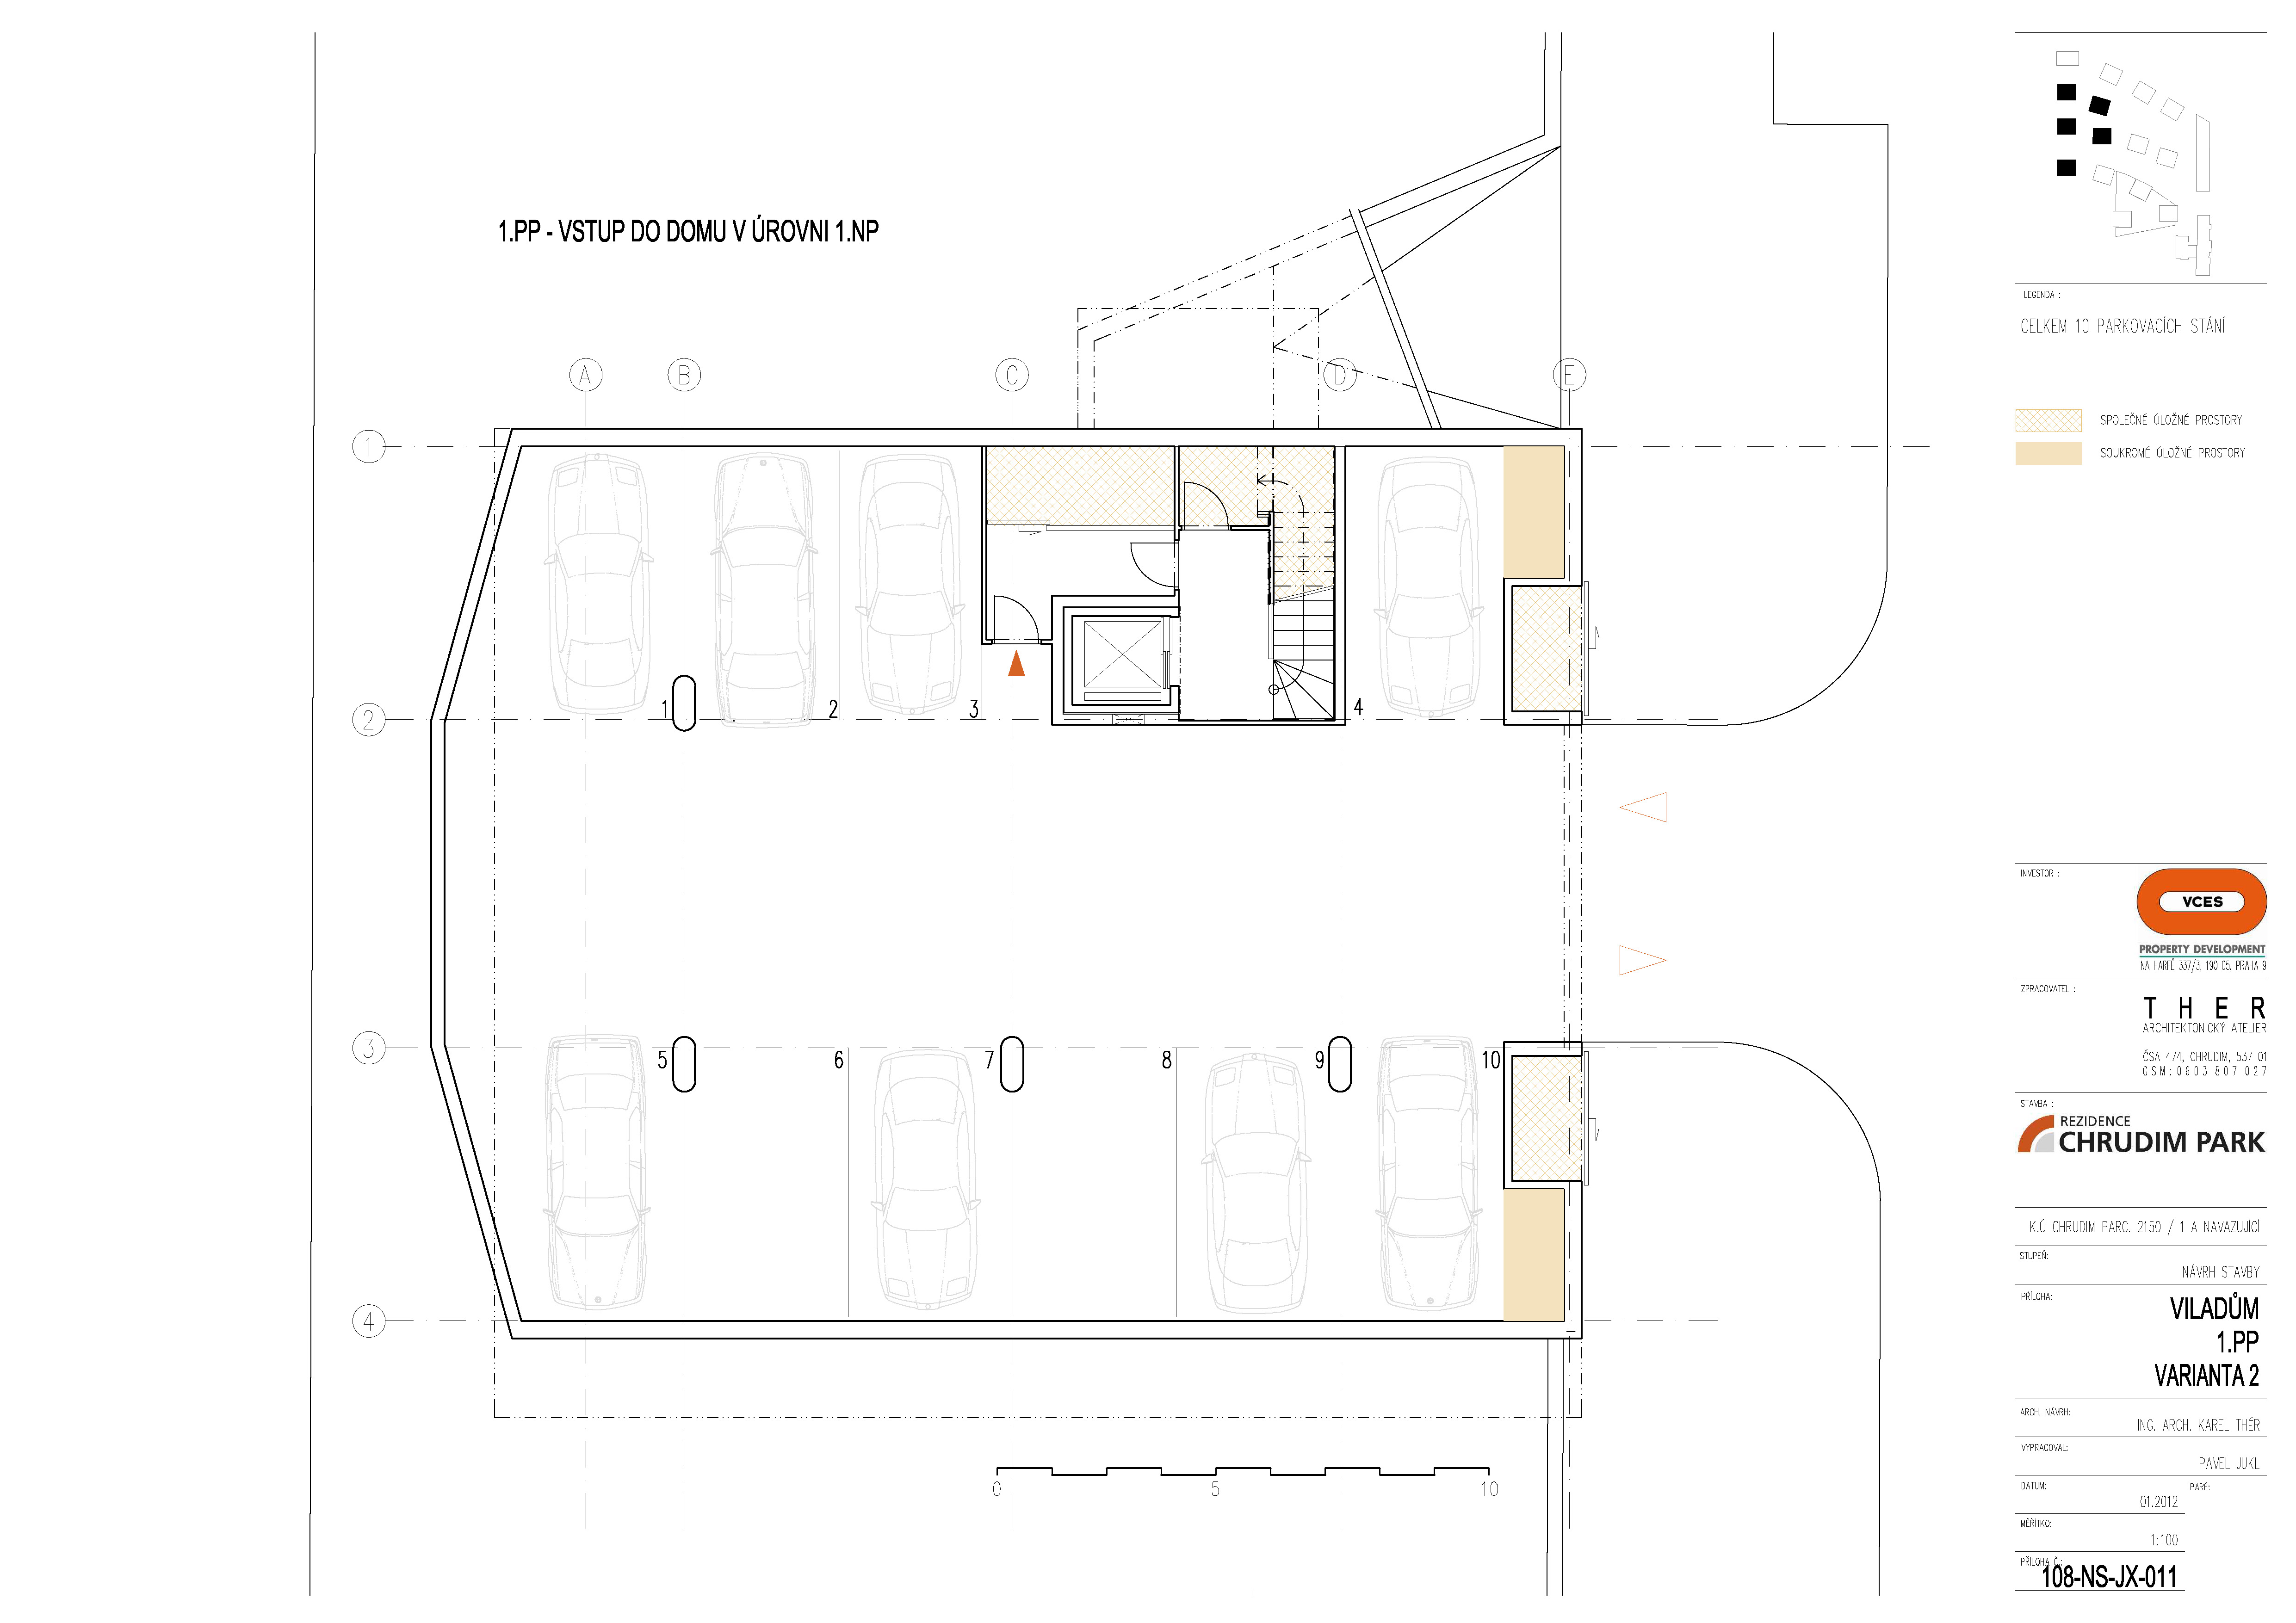 1.PP - VSTUP DO DOMU V ÚROVNI 1.NP
A
B
C
D
E
1
2
3
4
1
2
3
4
5
6
7
8
9
10
0
5
10
LEGENDA :
CELKEM 10 PARKOVACÍCH STÁNÍ
SPOLEČNÉ ÚLOŽNÉ PROSTORY
SOUKROMÉ ÚLOŽNÉ PROSTORY
INVESTOR :
VCES
PROPERTY DEVELOPMENT
NA HARFĚ 337/3, 190 05, PRAHA 9
ZPRACOVATEL :
T H E R
ARCHITEKTONICKÝ ATELIER
ČSA 474, CHRUDIM, 537 01
GSM:0603 807 027
STAVBA :
REZIDENCE
CHRUDIM PARK
K.Ú CHRUDIM PARC. 2150 / 1 A NAVAZUJÍCÍ
STUPEŇ:
NÁVRH STAVBY
PŘÍLOHA:
VILADŮM
1.PP
VARIANTA 2
ARCH. NÁVRH:
ING. ARCH. KAREL THÉR
VYPRACOVAL:
PAVEL JUKL
DATUM:
01.2012
PARÉ:
MĚŘÍTKO:
1:100
PŘÍLOHA Č.:
108-NS-JX-011